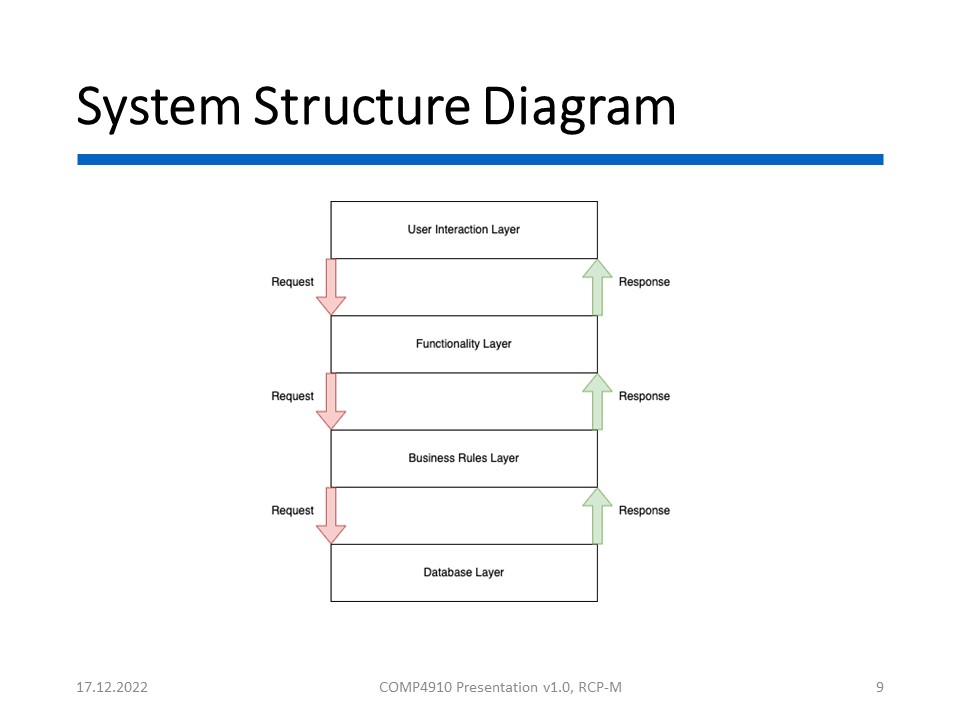 System Structure Diagram
User Interaction Layer
Request
Response
Functionality Layer
Request
Response
Business Rules Layer
Request
Response
Database Layer
17.12.2022
COMP4910 Presentation v1.0, RCP-M
9